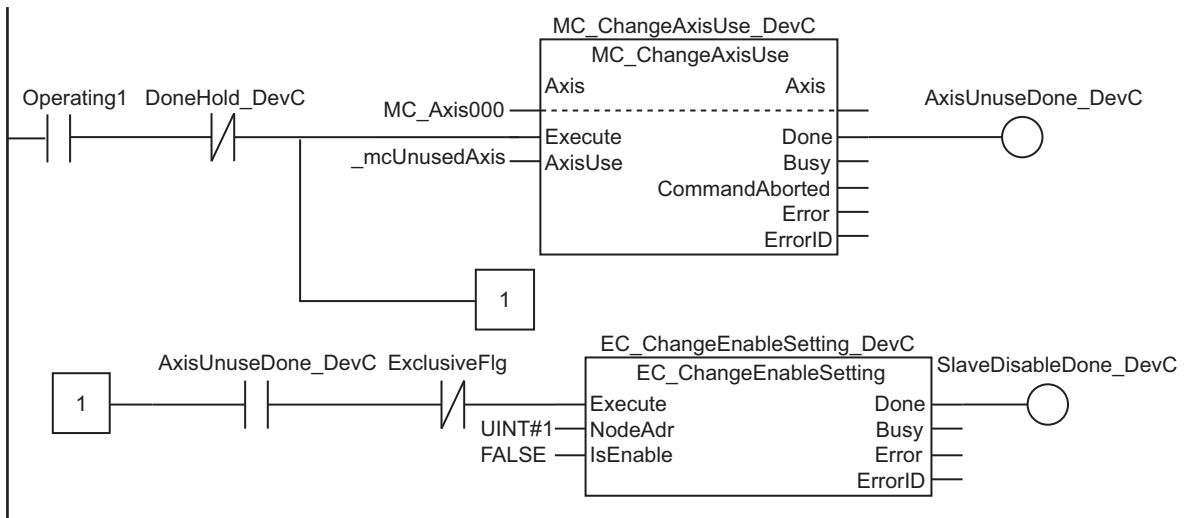 MC_ChangeAxisUse_DevC
MC_ChangeAxisUse
Axis Axis
Operating1 DoneHold_DevC
MC_Axis000
AxisUnuseDone_DevC
Execute Done
_mcUnusedAxis AxisUse Busy
CommandAborted
Error
ErrorID
1
EC_ChangeEnableSetting_DevC
AxisUnuseDone_DevC ExclusiveFlg EC_ChangeEnableSetting SlaveDisableDone_DevC
1 Execute Done
UINT#1 NodeAdr Busy
FALSE IsEnable Error
ErrorID